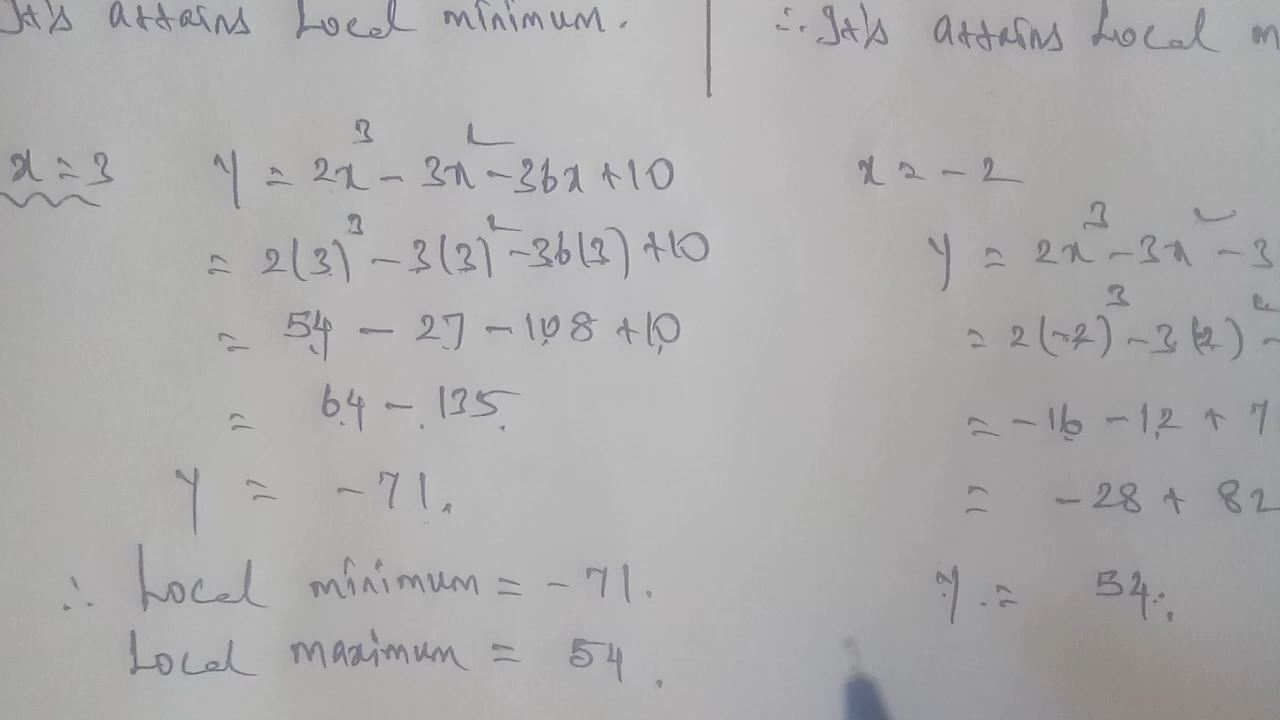 It's attains Local minimum.
x = 3 y = 2x³ - 3x² - 36x + 10
= 2(3)³ - 3(3)² - 36(3) + 10
= 54 - 27 - 108 + 10
= 64 - 135.
y = -71.
∴ Local minimum = -71.
Local maximum = 54.
∴ It's attains Local m
x = -2
y = 2x³ - 3x² - 3
= 2(-2)³ - 3(2)² -
= -16 - 12 + 7
= -28 + 82
y = 54.